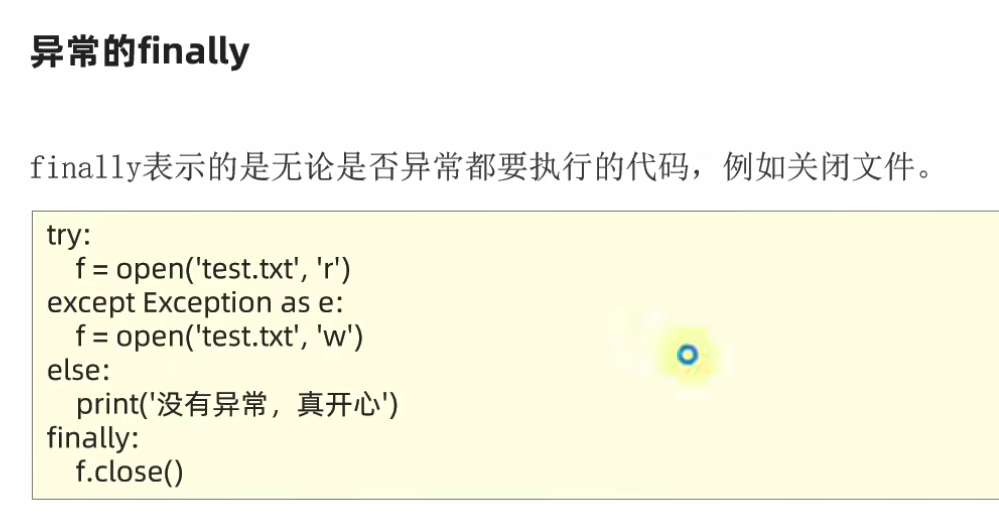 异常的finally
finally表示的是无论是否异常都要执行的代码，例如关闭文件。
try:
    f = open('test.txt', 'r')
except Exception as e:
    f = open('test.txt', 'w')
else:
    print('没有异常，真开心')
finally:
    f.close()